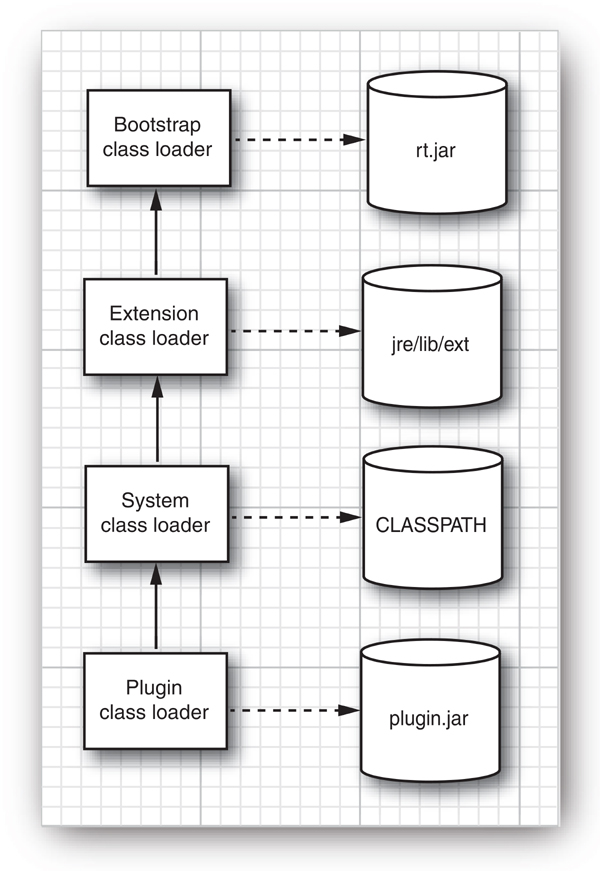 Bootstrap
class loader
rt.jar
Extension
class loader
jre/lib/ext
System
class loader
CLASSPATH
Plugin
class loader
plugin.jar